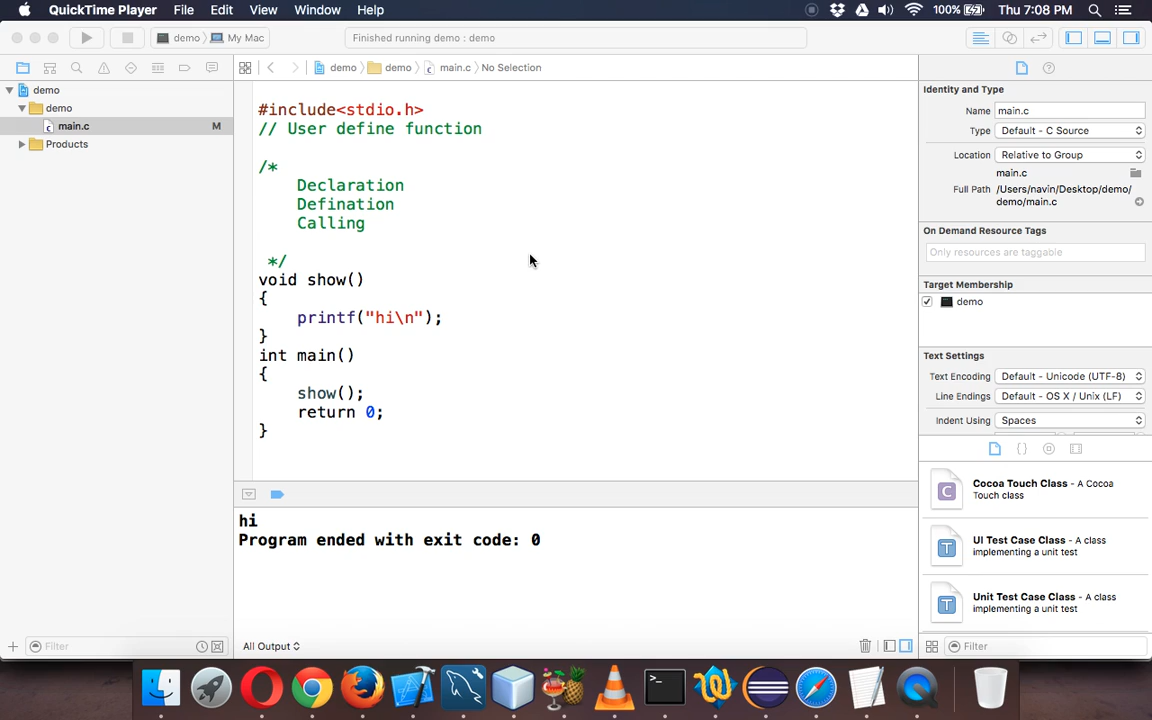 QuickTime Player File Edit View Window Help 100% Thu 7:08 PM
demo My Mac Finished running demo : demo
demo demo main.c No Selection
demo
demo
main.c M
Products
#include<stdio.h>
// User define function
/*
Declaration
Defination
Calling
*/
void show()
{
printf("hi\n");
}
int main()
{
show();
return 0;
}
hi
Program ended with exit code: 0
Filter
All Output
Identity and Type
Name main.c
Type Default - C Source
Location Relative to Group
main.c
Full Path /Users/navin/Desktop/demo/
demo/main.c
On Demand Resource Tags
Only resources are taggable
Target Membership
demo
Text Settings
Text Encoding Default - Unicode (UTF-8)
Line Endings Default - OS X / Unix (LF)
Indent Using Spaces
{ }
C Cocoa Touch Class - A Cocoa
Touch class
T UI Test Case Class - A class
implementing a unit test
T Unit Test Case Class - A class
implementing a unit test
Filter